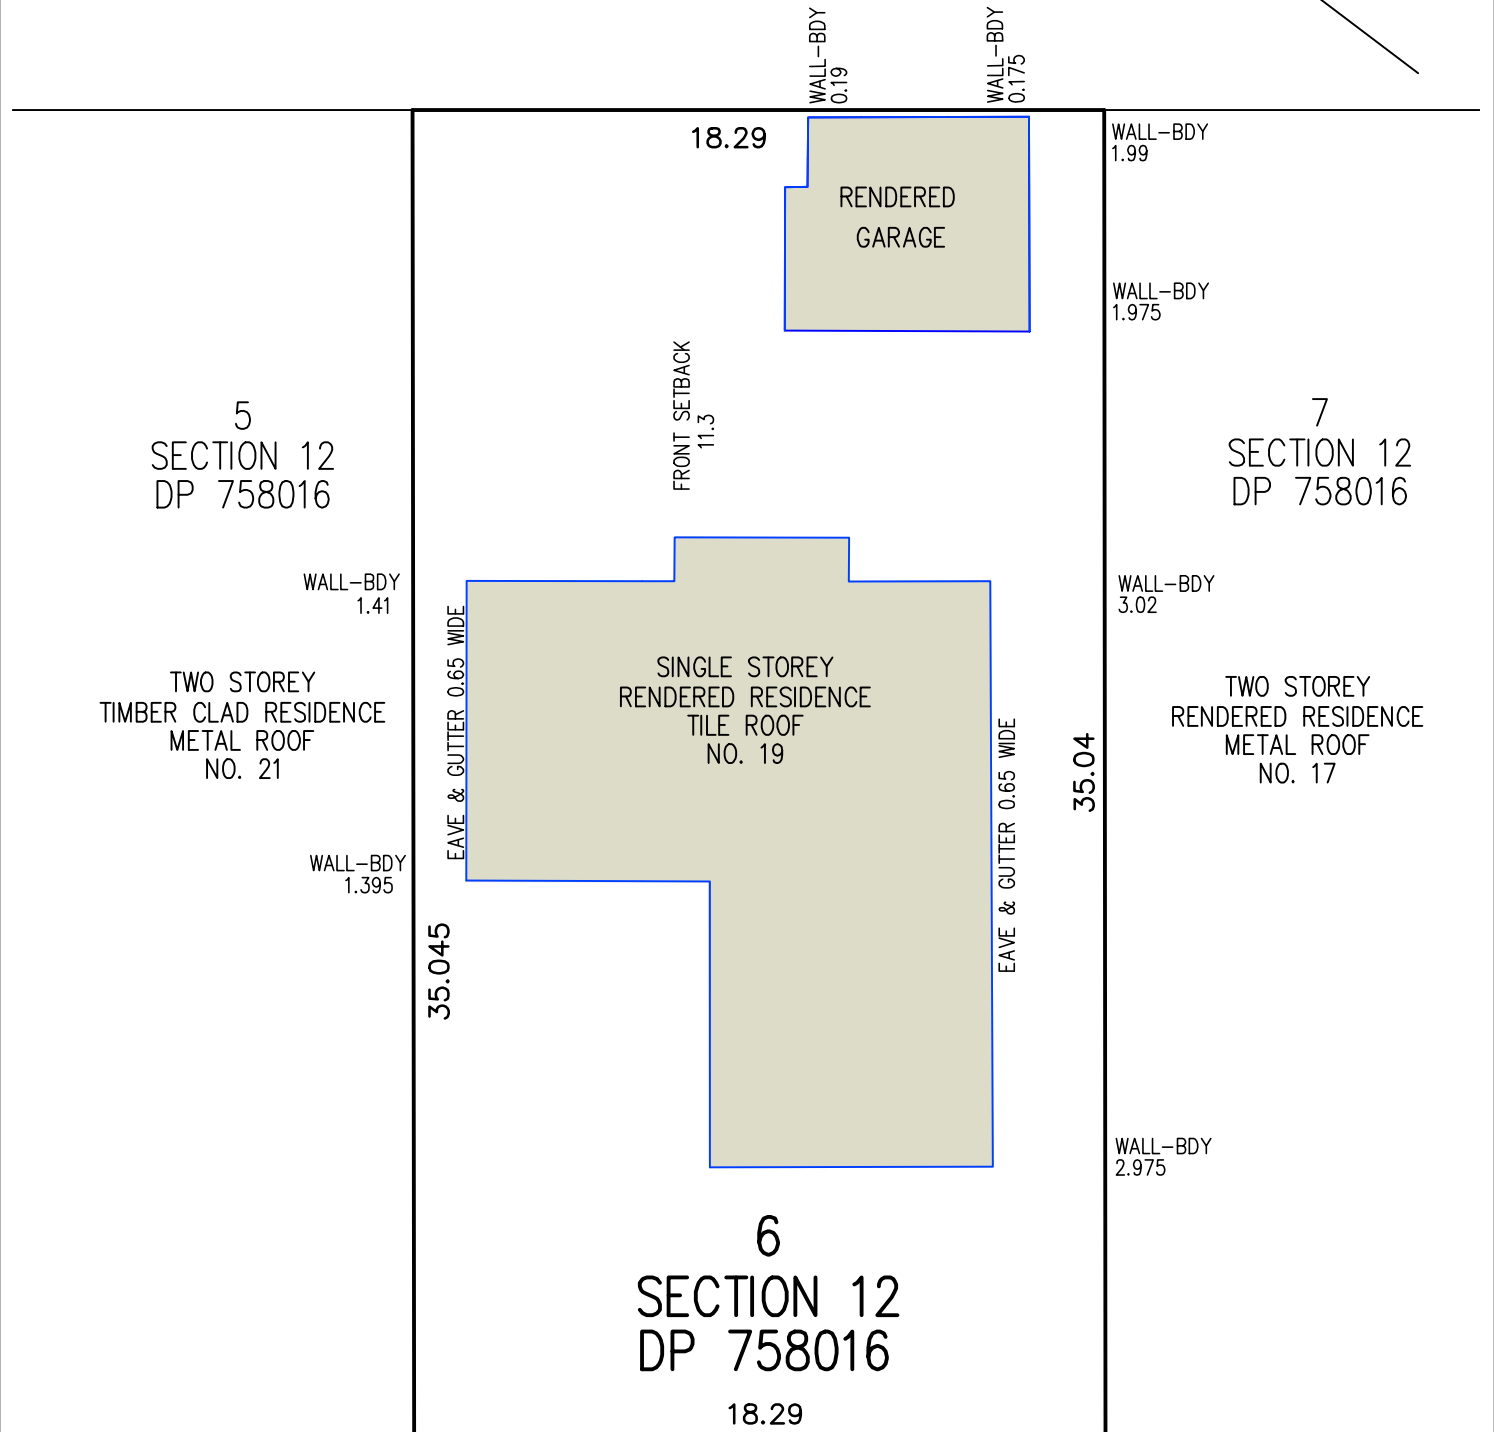 WALL-BDY
0.19
WALL-BDY
0.175
18.29
WALL-BDY
1.99
RENDERED
GARAGE
WALL-BDY
1.975
FRONT SETBACK
11.3
5
SECTION 12
DP 758016
7
SECTION 12
DP 758016
WALL-BDY
1.41
WALL-BDY
3.02
EAVE & GUTTER 0.65 WIDE
SINGLE STOREY
RENDERED RESIDENCE
TILE ROOF
NO. 19
TWO STOREY
TIMBER CLAD RESIDENCE
METAL ROOF
NO. 21
TWO STOREY
RENDERED RESIDENCE
METAL ROOF
NO. 17
EAVE & GUTTER 0.65 WIDE
35.04
WALL-BDY
1.395
35.045
WALL-BDY
2.975
6
SECTION 12
DP 758016
18.29